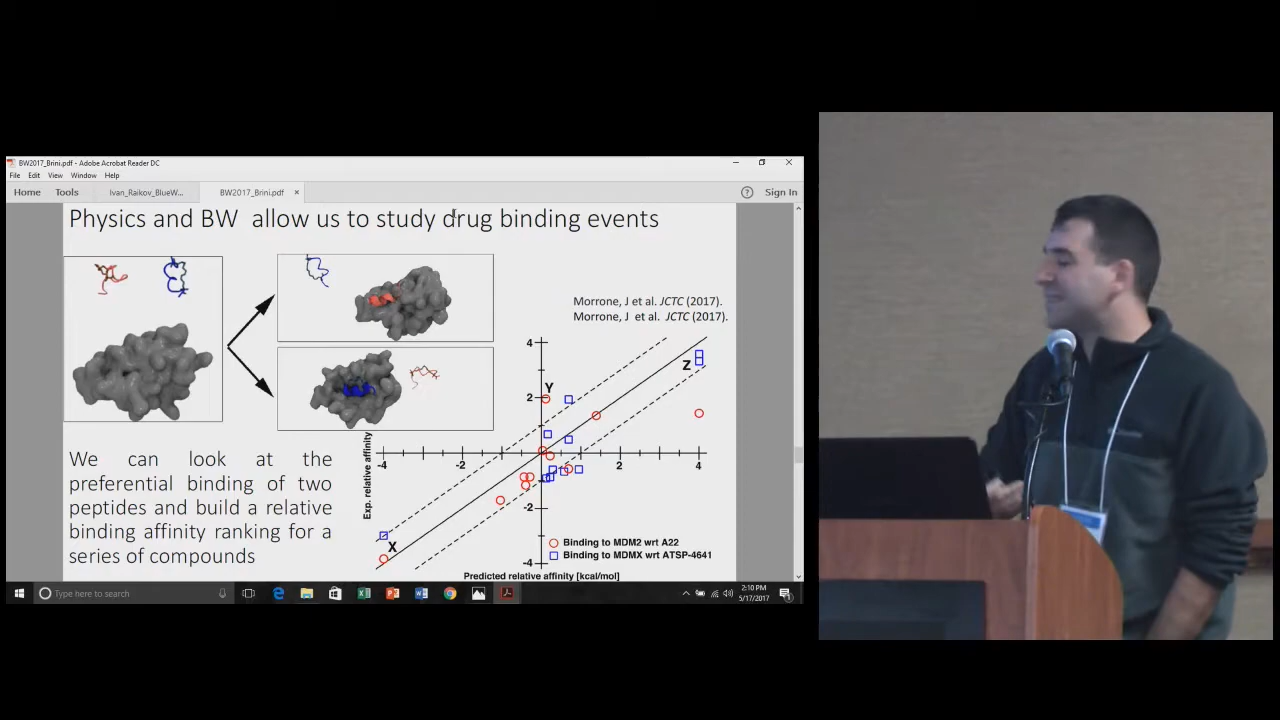 BW2017_Brini.pdf - Adobe Acrobat Reader DC
File Edit View Window Help
Home Tools Ivan_Raikov_BlueW... BW2017_Brini.pdf × Sign In
Physics and BW allow us to study drug binding events
Morrone, J et al. JCTC (2017).
Morrone, J et al. JCTC (2017).
We can look at the
preferential binding of two
peptides and build a relative
binding affinity ranking for a
series of compounds
4
Y
Z
2
-4 -2 2 4
Exp. relative affinity
-2
X
Binding to MDM2 wrt A22
Binding to MDMX wrt ATSP-4641
-4
Predicted relative affinity [kcal/mol]
Type here to search
2:10 PM
5/17/2017